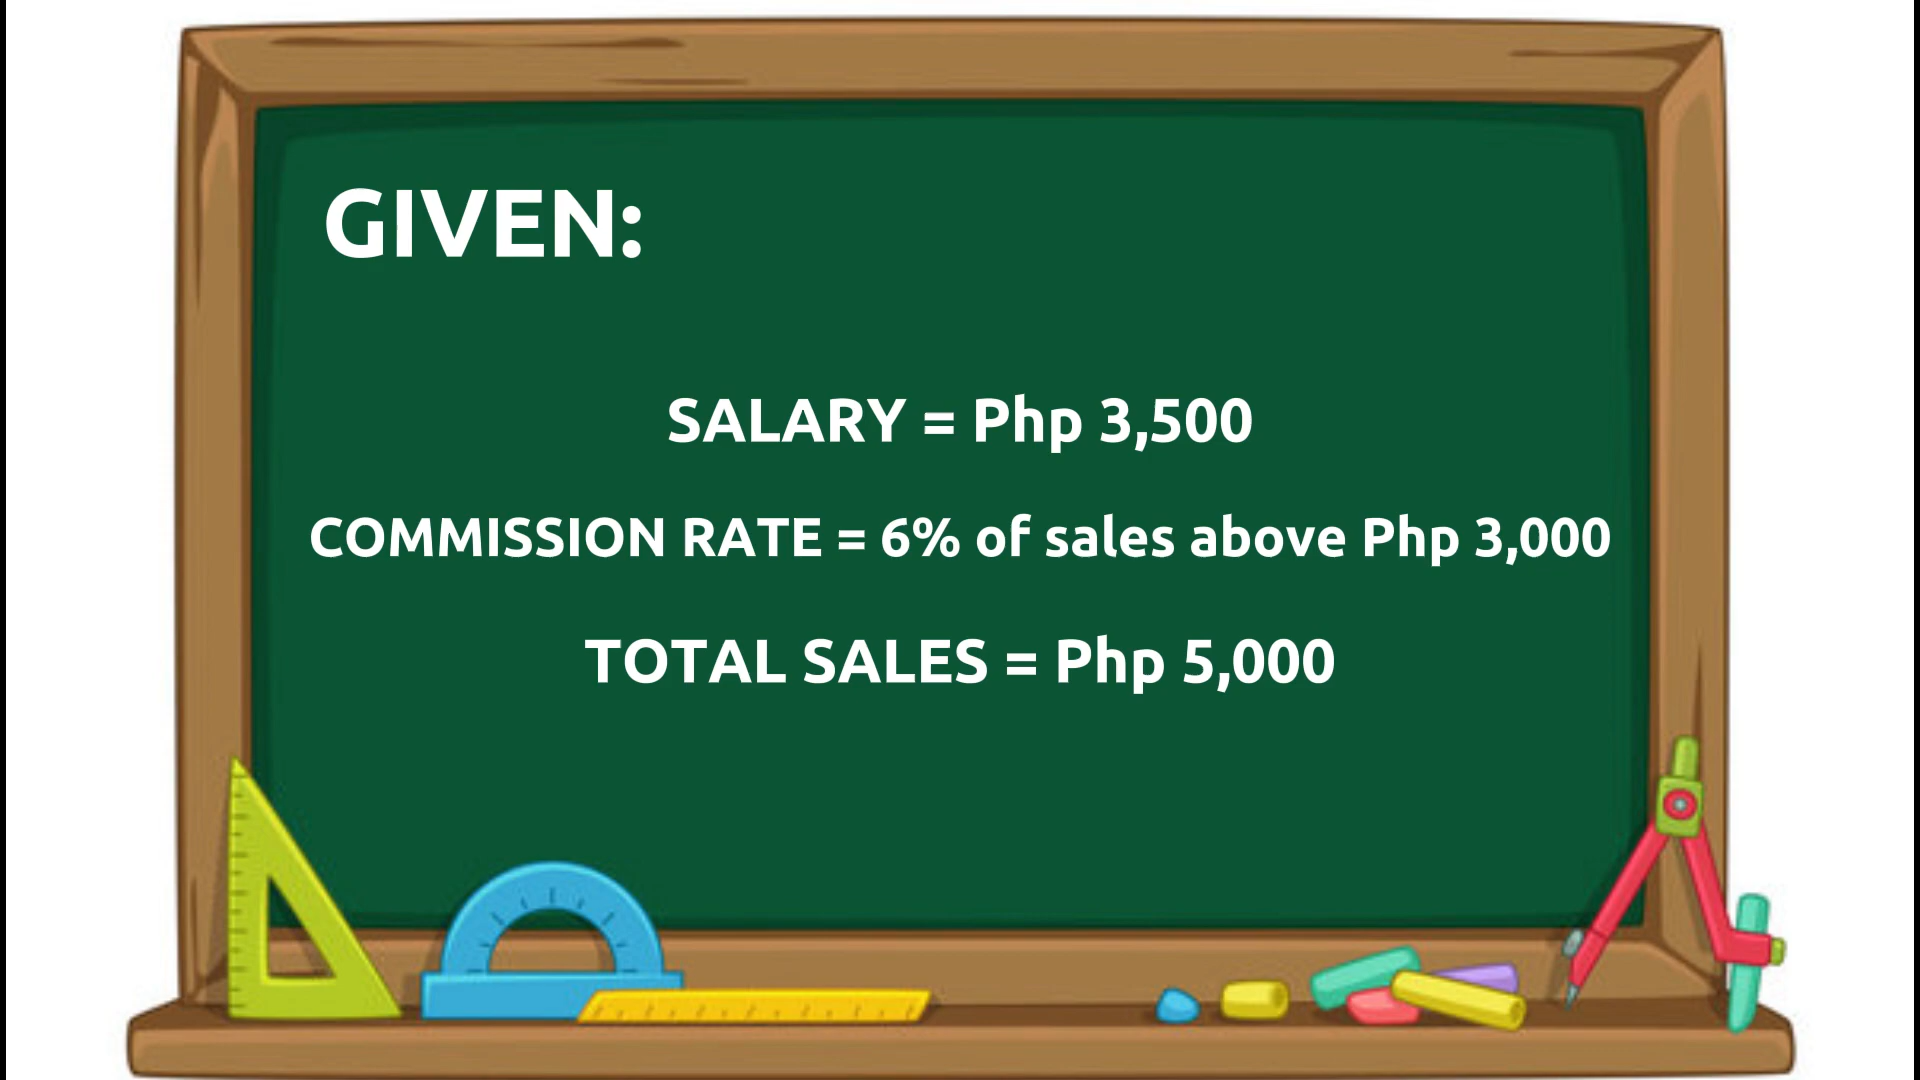 GIVEN:
SALARY = Php 3,500
COMMISSION RATE = 6% of sales above Php 3,000
TOTAL SALES = Php 5,000